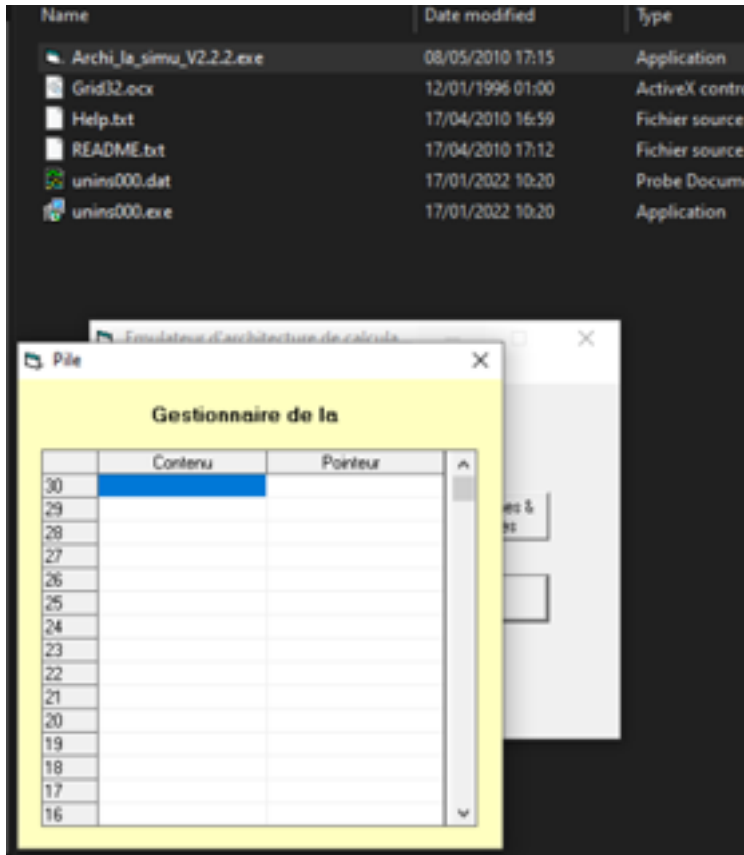 Name Date modified Type
Archi_la_simu_V2.2.2.exe 08/05/2010 17:15 Application
Grid32.ocx 12/01/1996 01:00 ActiveX contro
Help.txt 17/04/2010 16:59 Fichier source
README.txt 17/04/2010 17:12 Fichier source
unins000.dat 17/01/2022 10:20 Probe Docume
unins000.exe 17/01/2022 10:20 Application
Emulateur d'architecture de calcula...
Pile
Gestionnaire de la
Contenu Pointeur
30
29
28
27
26
25
24
23
22
21
20
19
18
17
16
es &
es